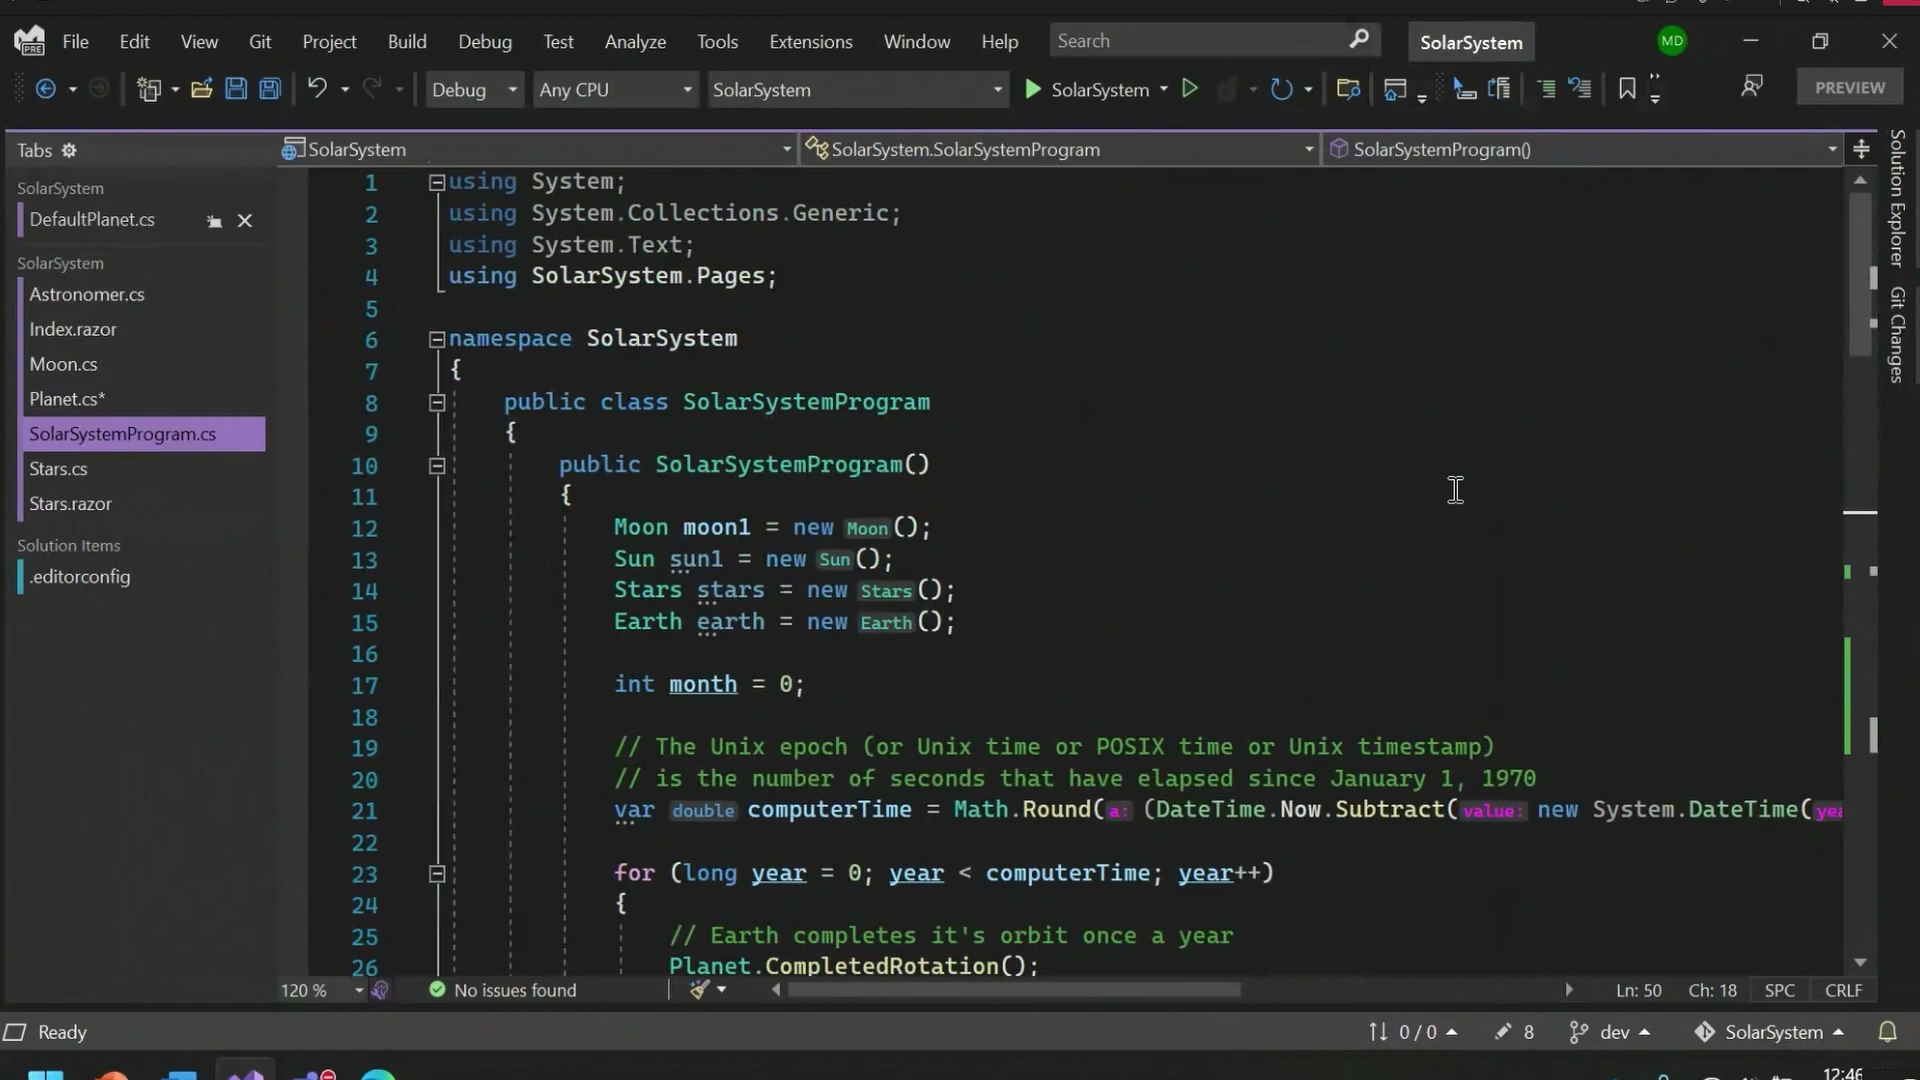 PRE
File Edit View Git Project Build Debug Test Analyze Tools Extensions Window Help Search SolarSystem MD
Debug Any CPU SolarSystem SolarSystem PREVIEW
Tabs
SolarSystem
DefaultPlanet.cs
SolarSystem
Astronomer.cs
Index.razor
Moon.cs
Planet.cs*
SolarSystemProgram.cs
Stars.cs
Stars.razor
Solution Items
.editorconfig
SolarSystem SolarSystem.SolarSystemProgram SolarSystemProgram()
1 using System;
2 using System.Collections.Generic;
3 using System.Text;
4 using SolarSystem.Pages;
5
6 namespace SolarSystem
7 {
8 public class SolarSystemProgram
9 {
10 public SolarSystemProgram()
11 {
12 Moon moon1 = new Moon();
13 Sun sun1 = new Sun();
14 Stars stars = new Stars();
15 Earth earth = new Earth();
16
17 int month = 0;
18
19 // The Unix epoch (or Unix time or POSIX time or Unix timestamp)
20 // is the number of seconds that have elapsed since January 1, 1970
21 var double computerTime = Math.Round(a: (DateTime.Now.Subtract(value: new System.DateTime(yea
22
23 for (long year = 0; year < computerTime; year++)
24 {
25 // Earth completes it's orbit once a year
26 Planet.CompletedRotation();
Solution Explorer
Git Changes
120 % No issues found Ln: 50 Ch: 18 SPC CRLF
Ready 0 / 0 8 dev SolarSystem
12:46